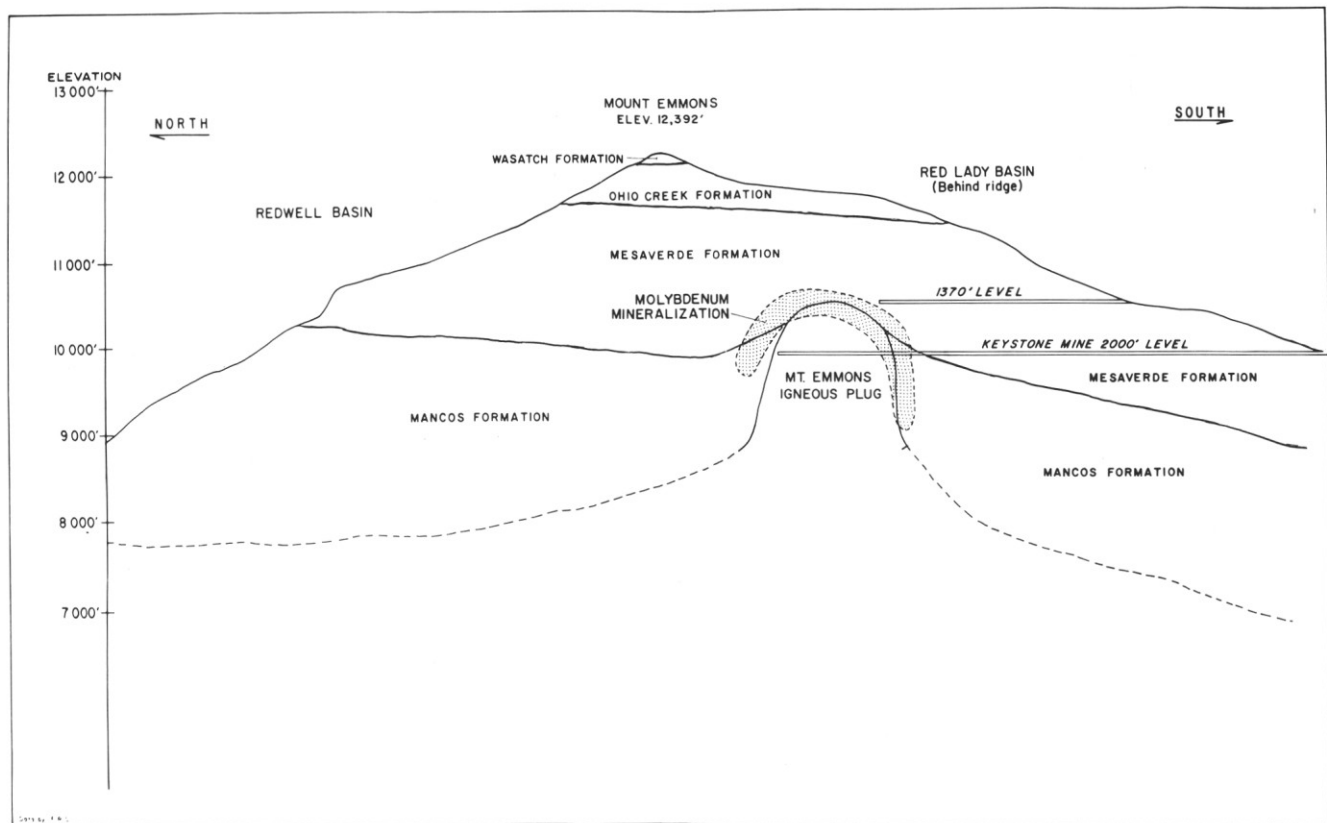 ELEVATION
13 000'
NORTH
MOUNT EMMONS
ELEV. 12,392'
SOUTH
WASATCH FORMATION
12 000'
OHIO CREEK FORMATION
RED LADY BASIN
(Behind ridge)
REDWELL BASIN
11 000'
MESAVERDE FORMATION
MOLYBDENUM
MINERALIZATION
1370' LEVEL
10 000'
KEYSTONE MINE 2000' LEVEL
MT. EMMONS
IGNEOUS PLUG
MESAVERDE FORMATION
MANCOS FORMATION
9 000'
MANCOS FORMATION
8 000'
7 000'